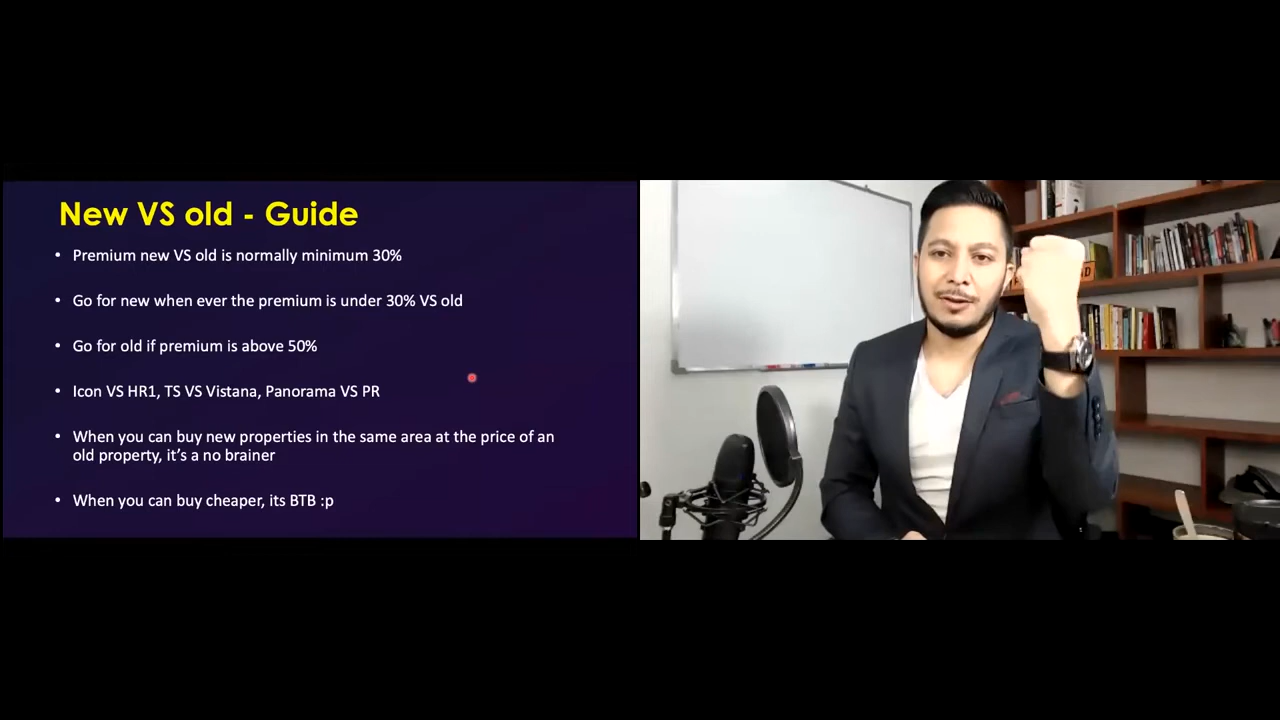 New VS old - Guide
• Premium new VS old is normally minimum 30%
• Go for new when ever the premium is under 30% VS old
• Go for old if premium is above 50%
• Icon VS HR1, TS VS Vistana, Panorama VS PR
• When you can buy new properties in the same area at the price of an
old property, it’s a no brainer
• When you can buy cheaper, its BTB :p